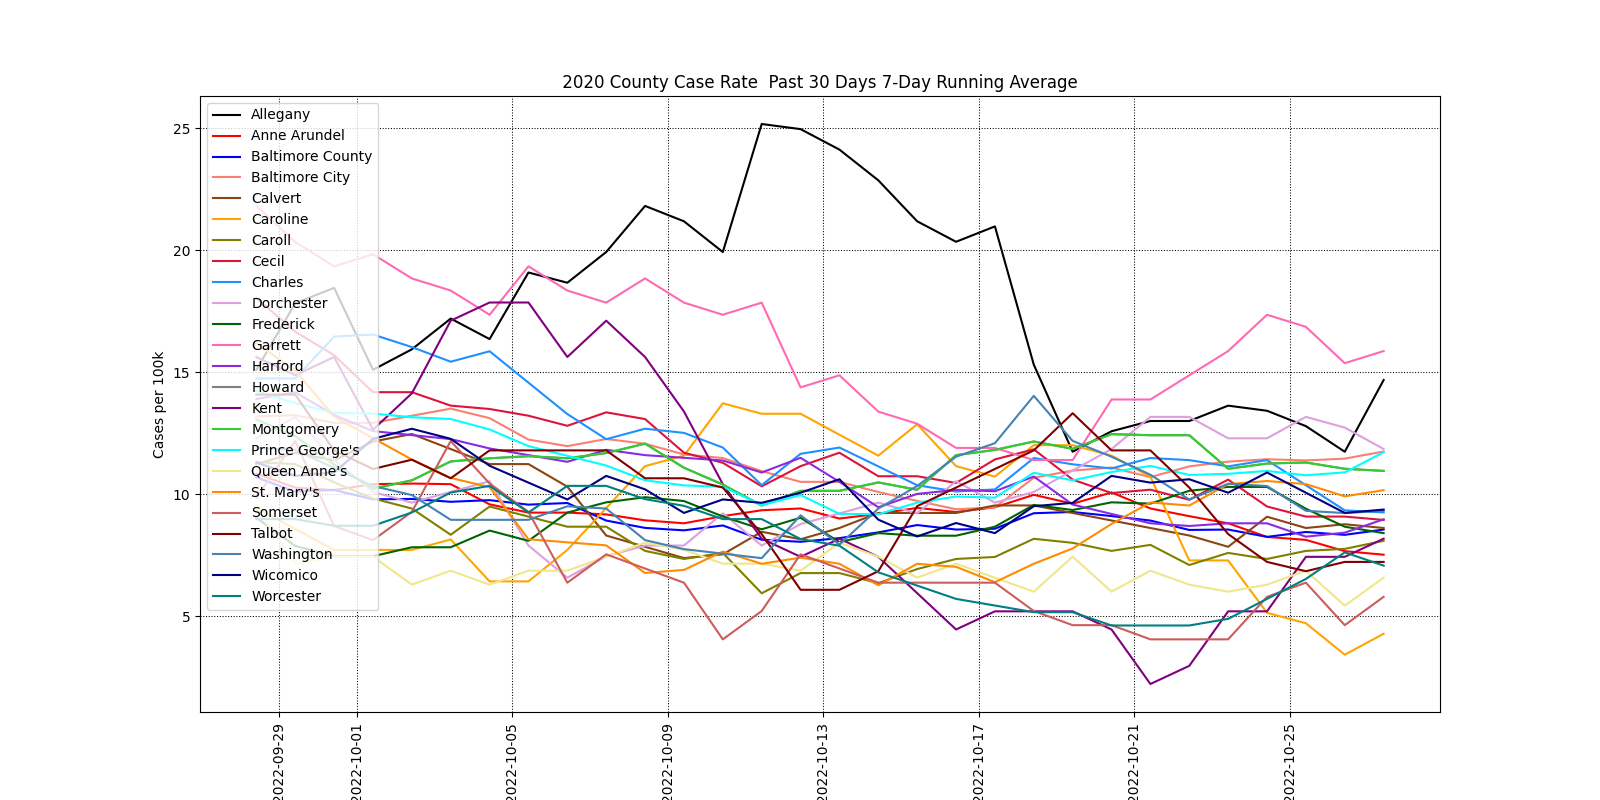 2020 County Case Rate  Past 30 Days 7-Day Running Average
Cases per 100k
25
20
15
10
5
Allegany
Anne Arundel
Baltimore County
Baltimore City
Calvert
Caroline
Caroll
Cecil
Charles
Dorchester
Frederick
Garrett
Harford
Howard
Kent
Montgomery
Prince George's
Queen Anne's
St. Mary's
Somerset
Talbot
Washington
Wicomico
Worcester
2022-09-29
2022-10-01
2022-10-05
2022-10-09
2022-10-13
2022-10-17
2022-10-21
2022-10-25